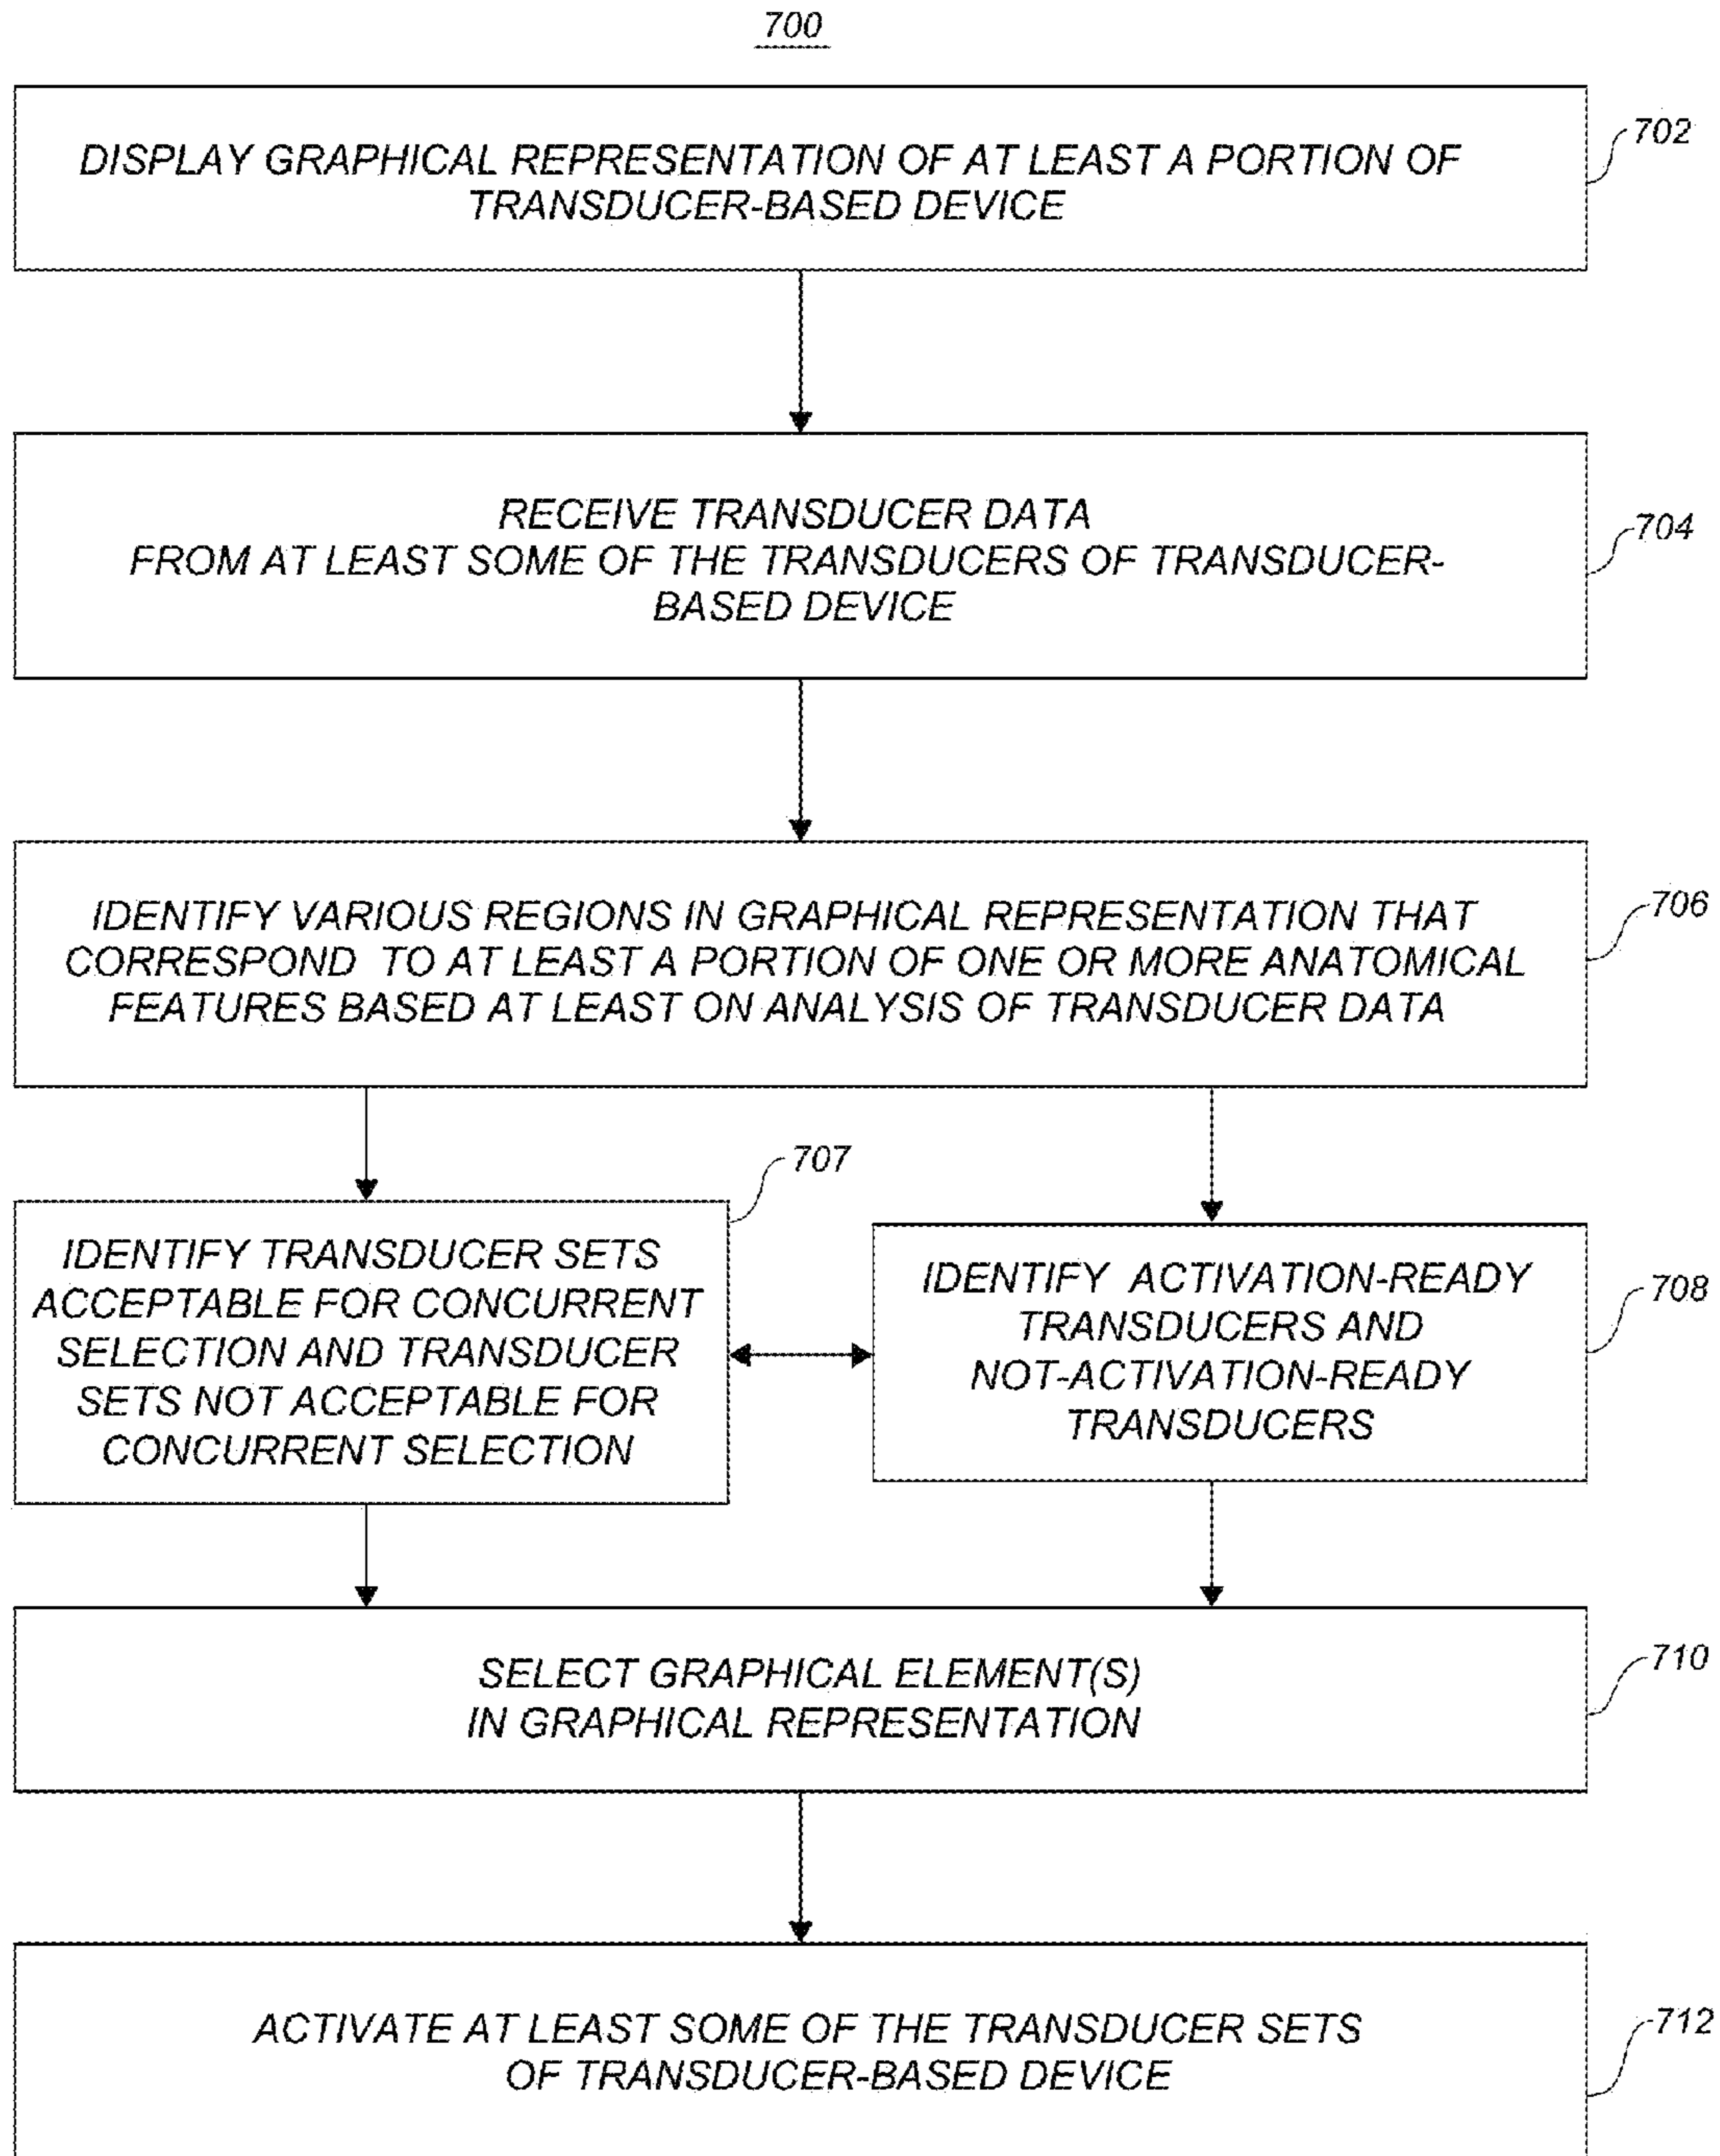 700
DISPLAY GRAPHICAL REPRESENTATION OF AT LEAST A PORTION OF
TRANSDUCER-BASED DEVICE
702
RECEIVE TRANSDUCER DATA
FROM AT LEAST SOME OF THE TRANSDUCERS OF TRANSDUCER-
BASED DEVICE
704
IDENTIFY VARIOUS REGIONS IN GRAPHICAL REPRESENTATION THAT
CORRESPOND TO AT LEAST A PORTION OF ONE OR MORE ANATOMICAL
FEATURES BASED AT LEAST ON ANALYSIS OF TRANSDUCER DATA
706
707
IDENTIFY TRANSDUCER SETS
ACCEPTABLE FOR CONCURRENT
SELECTION AND TRANSDUCER
SETS NOT ACCEPTABLE FOR
CONCURRENT SELECTION
IDENTIFY ACTIVATION-READY
TRANSDUCERS AND
NOT-ACTIVATION-READY
TRANSDUCERS
708
SELECT GRAPHICAL ELEMENT(S)
IN GRAPHICAL REPRESENTATION
710
ACTIVATE AT LEAST SOME OF THE TRANSDUCER SETS
OF TRANSDUCER-BASED DEVICE
712